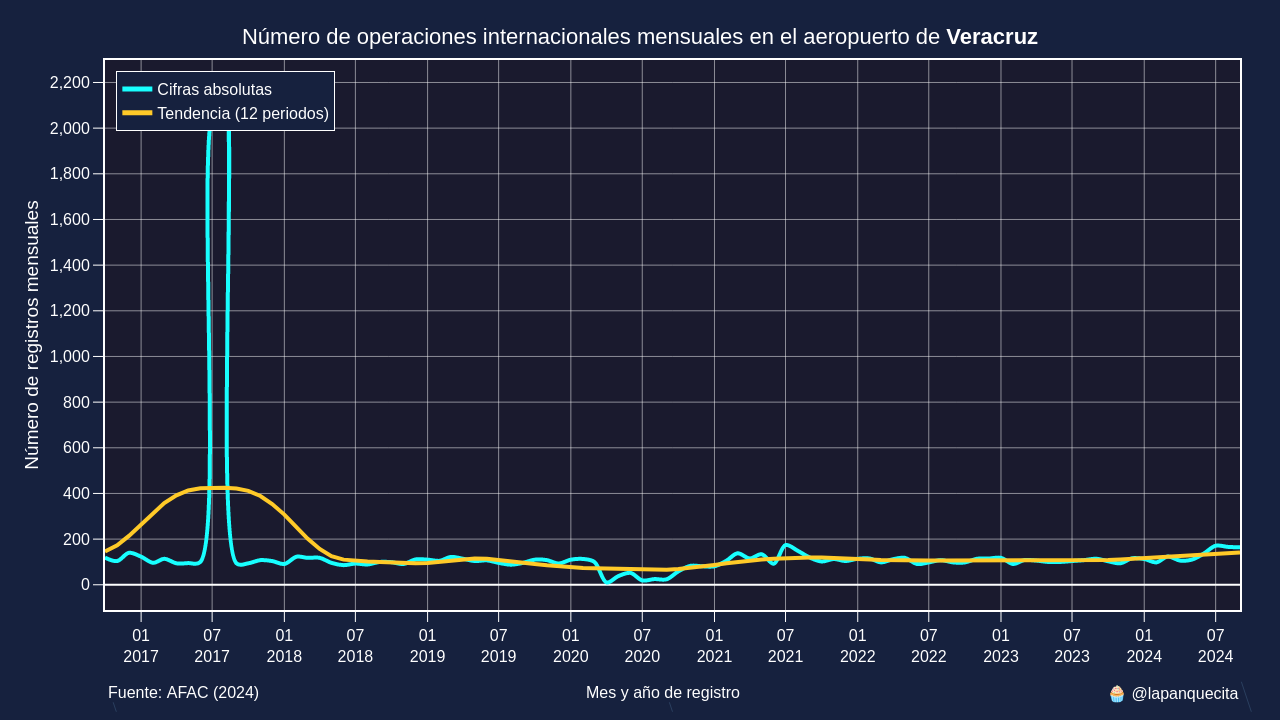 Número de operaciones internacionales mensuales en el aeropuerto de Veracruz
Cifras absolutas
Tendencia (12 periodos)
Número de registros mensuales
2,200
2,000
1,800
1,600
1,400
1,200
1,000
800
600
400
200
0
01 07 01 07 01 07 01 07 01 07 01 07 01 07 01 07
2017 2017 2018 2018 2019 2019 2020 2020 2021 2021 2022 2022 2023 2023 2024 2024
Fuente: AFAC (2024) Mes y año de registro 🧁 @lapanquecita